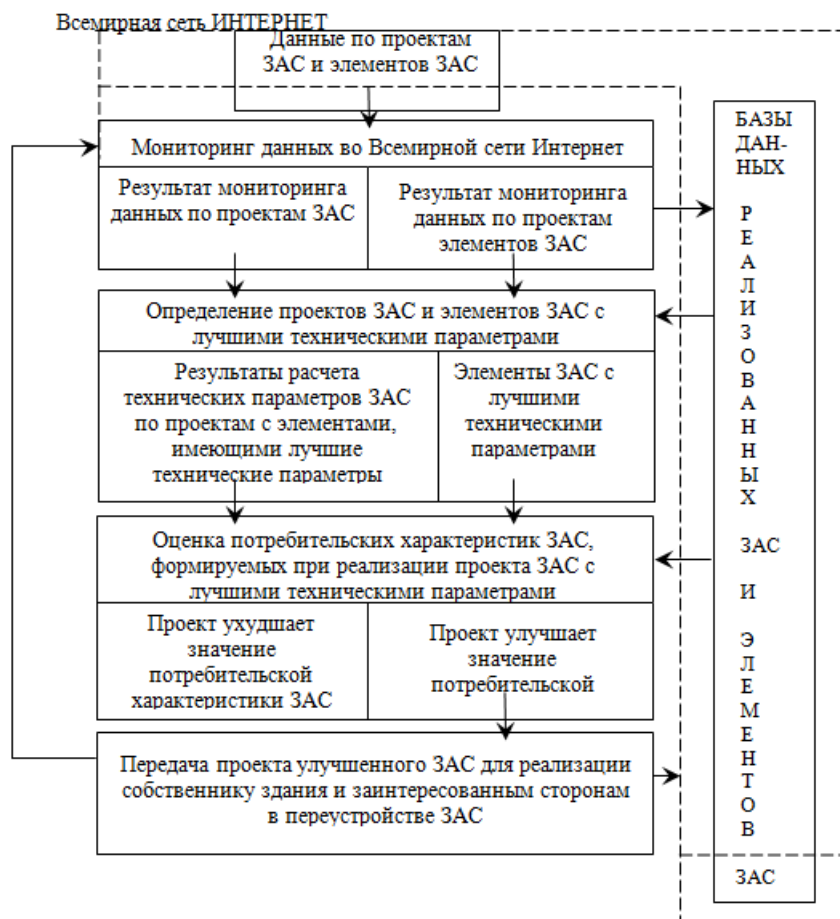 Всемирная сеть ИНТЕРНЕТ
Данные по проектам
ЗАС и элементов ЗАС
Мониторинг данных во Всемирной сети Интернет
Результат мониторинга
данных по проектам ЗАС
Результат мониторинга
данных по проектам
элементов ЗАС
Определение проектов ЗАС и элементов ЗАС с
лучшими техническими параметрами
Результаты расчета
технических параметров ЗАС
по проектам с элементами,
имеющими лучшие
технические параметры
Элементы ЗАС с
лучшими
техническими
параметрами
Оценка потребительских характеристик ЗАС,
формируемых при реализации проекта ЗАС с
лучшими техническими параметрами
Проект ухудшает
значение
потребительской
характеристики ЗАС
Проект улучшает
значение
потребительской
Передача проекта улучшенного ЗАС для реализации
собственнику здания и заинтересованным сторонам
в переустройстве ЗАС
БАЗЫ
ДАН-
НЫХ
Р
Е
А
Л
И
З
О
В
А
Н
Н
Ы
Х
ЗАС
И
Э
Л
Е
М
Е
Н
Т
О
В
ЗАС